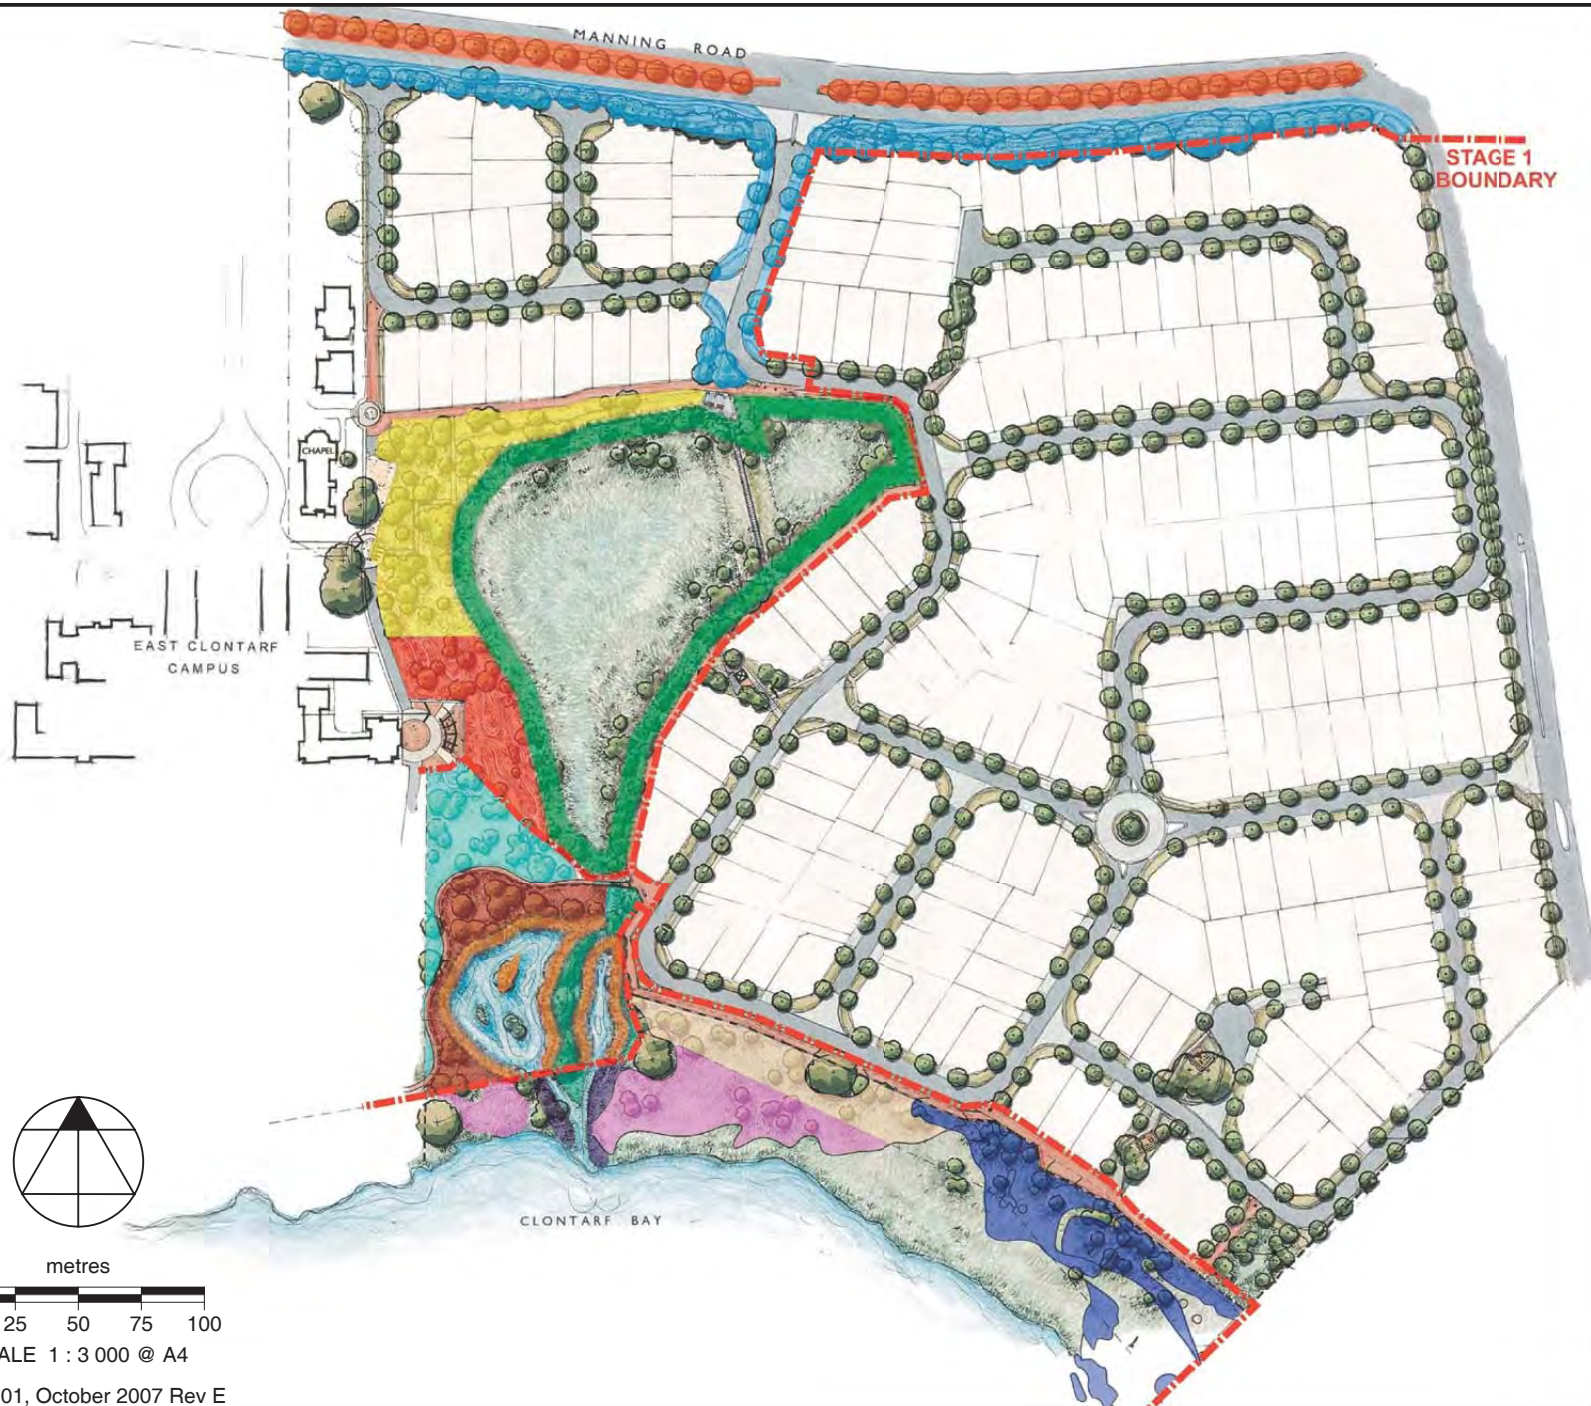 MANNING ROAD
STAGE 1
BOUNDARY
CHAPEL
EAST CLONTARF
CAMPUS
CLONTARF BAY
metres
25 50 75 100
ALE 1 : 3 000 @ A4
01, October 2007 Rev E